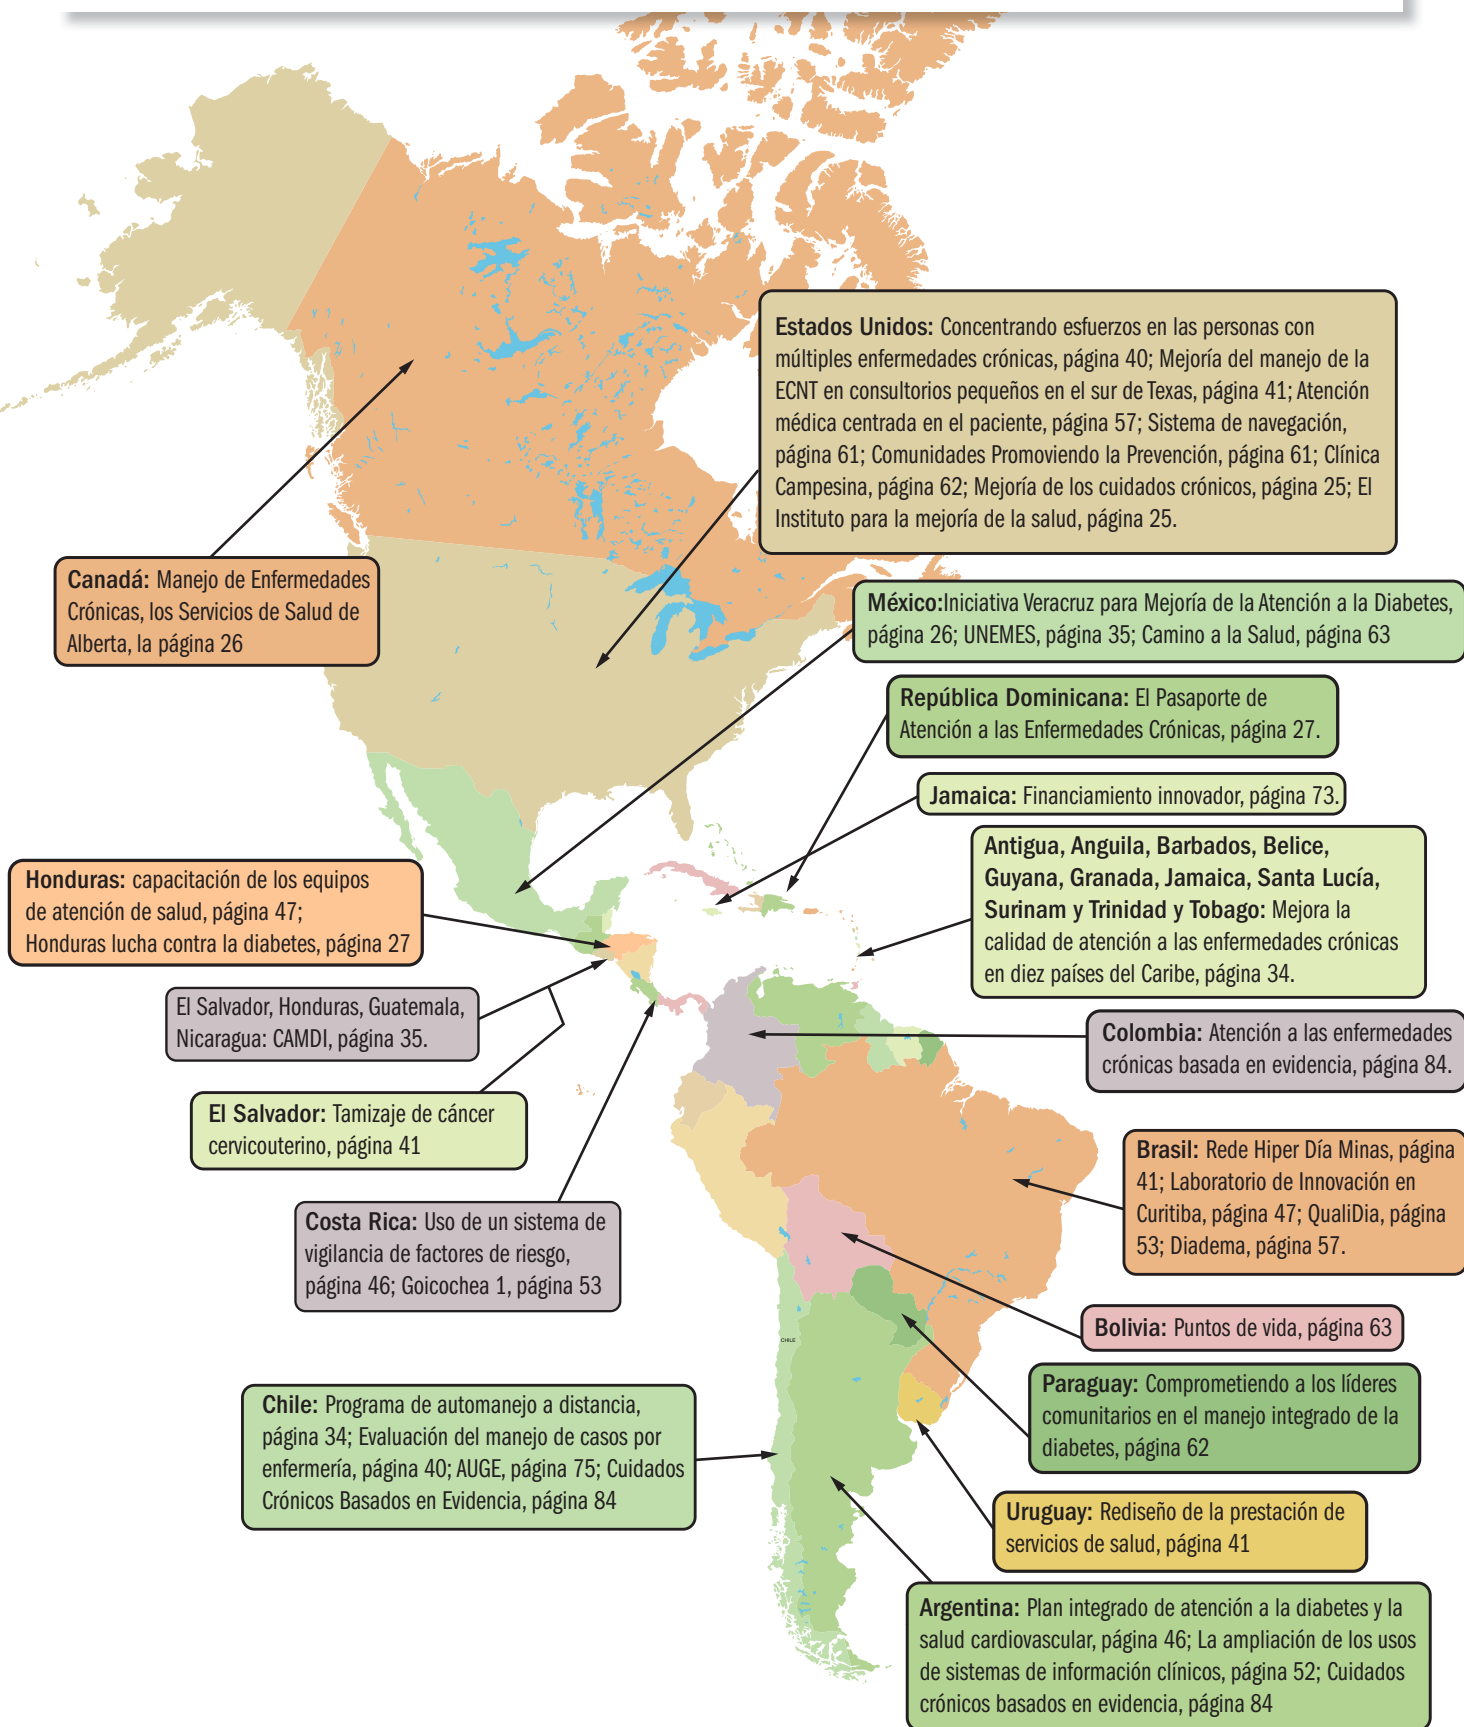 Estados Unidos: Concentrando esfuerzos en las personas con
múltiples enfermedades crónicas, página 40; Mejoría del manejo de la
ECNT en consultorios pequeños en el sur de Texas, página 41; Atención
médica centrada en el paciente, página 57; Sistema de navegación,
página 61; Comunidades Promoviendo la Prevención, página 61; Clínica
Campesina, página 62; Mejoría de los cuidados crónicos, página 25; El
Instituto para la mejoría de la salud, página 25.
Canadá: Manejo de Enfermedades
Crónicas, los Servicios de Salud de
Alberta, la página 26
México:Iniciativa Veracruz para Mejoría de la Atención a la Diabetes,
página 26; UNEMES, página 35; Camino a la Salud, página 63
República Dominicana: El Pasaporte de
Atención a las Enfermedades Crónicas, página 27.
Jamaica: Financiamiento innovador, página 73.
Antigua, Anguila, Barbados, Belice,
Guyana, Granada, Jamaica, Santa Lucía,
Surinam y Trinidad y Tobago: Mejora la
calidad de atención a las enfermedades crónicas
en diez países del Caribe, página 34.
Honduras: capacitación de los equipos
de atención de salud, página 47;
Honduras lucha contra la diabetes, página 27
El Salvador, Honduras, Guatemala,
Nicaragua: CAMDI, página 35.
Colombia: Atención a las enfermedades
crónicas basada en evidencia, página 84.
El Salvador: Tamizaje de cáncer
cervicouterino, página 41
Brasil: Rede Hiper Día Minas, página
41; Laboratorio de Innovación en
Curitiba, página 47; QualiDia, página
53; Diadema, página 57.
Costa Rica: Uso de un sistema de
vigilancia de factores de riesgo,
página 46; Goicochea 1, página 53
Bolivia: Puntos de vida, página 63
CHILE
Paraguay: Comprometiendo a los líderes
comunitarios en el manejo integrado de la
diabetes, página 62
Chile: Programa de automanejo a distancia,
página 34; Evaluación del manejo de casos por
enfermería, página 40; AUGE, página 75; Cuidados
Crónicos Basados en Evidencia, página 84
Uruguay: Rediseño de la prestación de
servicios de salud, página 41
Argentina: Plan integrado de atención a la diabetes y la
salud cardiovascular, página 46; La ampliación de los usos
de sistemas de información clínicos, página 52; Cuidados
crónicos basados en evidencia, página 84